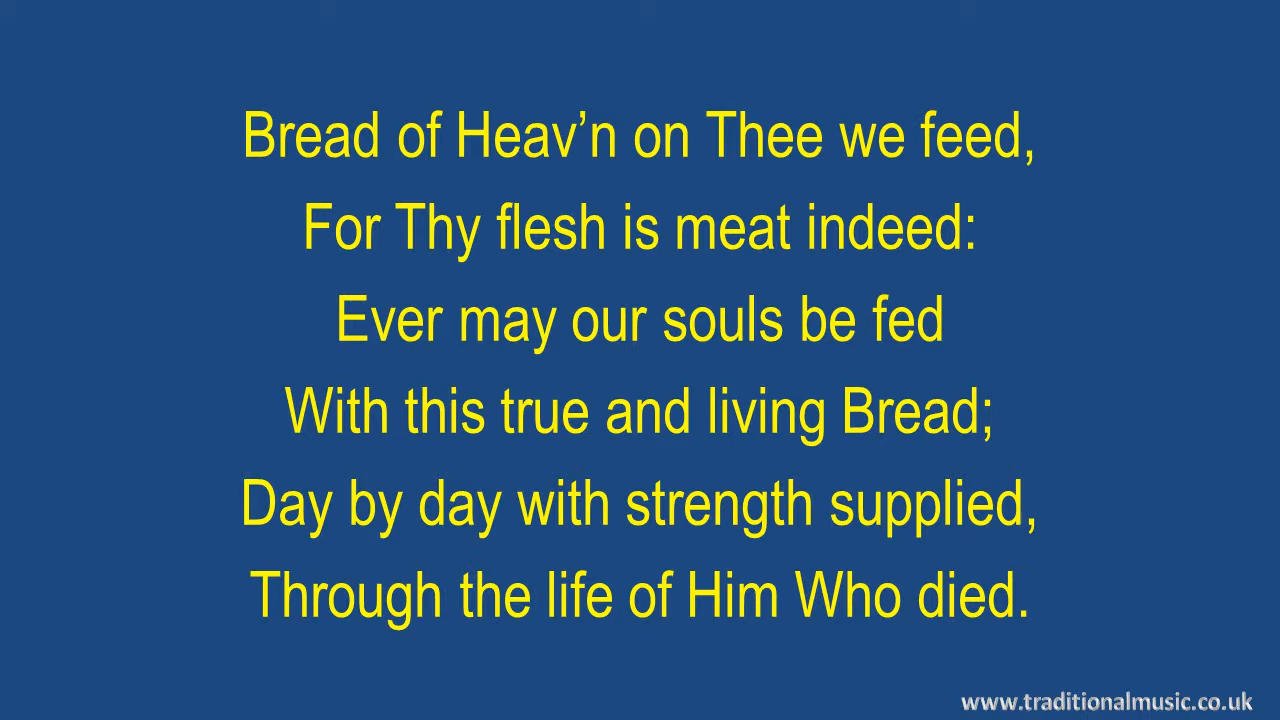 Bread of Heav’n on Thee we feed,
For Thy flesh is meat indeed:
Ever may our souls be fed
With this true and living Bread;
Day by day with strength supplied,
Through the life of Him Who died.
www.traditionalmusic.co.uk